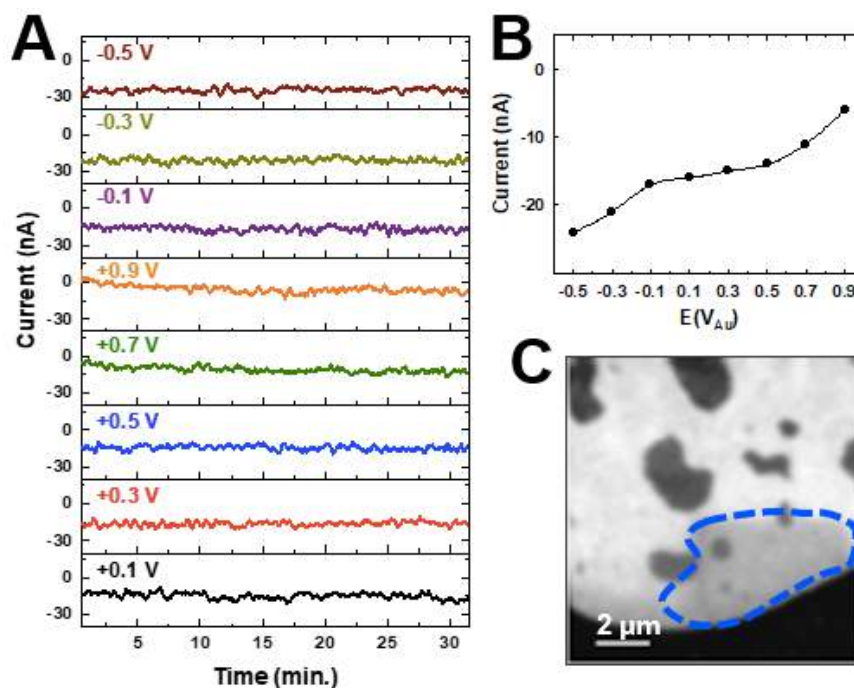 A
-0.5 V
0
-30
-0.3 V
0
-30
-0.1 V
0
-30
+0.9 V
0
-30
+0.7 V
0
-30
+0.5 V
0
-30
+0.3 V
0
-30
+0.1 V
0
-30
Current (nA)
5 10 15 20 25 30
Time (min.)
B
0
-10
-20
Current (nA)
-0.5 -0.3 -0.1 0.1 0.3 0.5 0.7 0.9
E(VAu)
C
2 µm